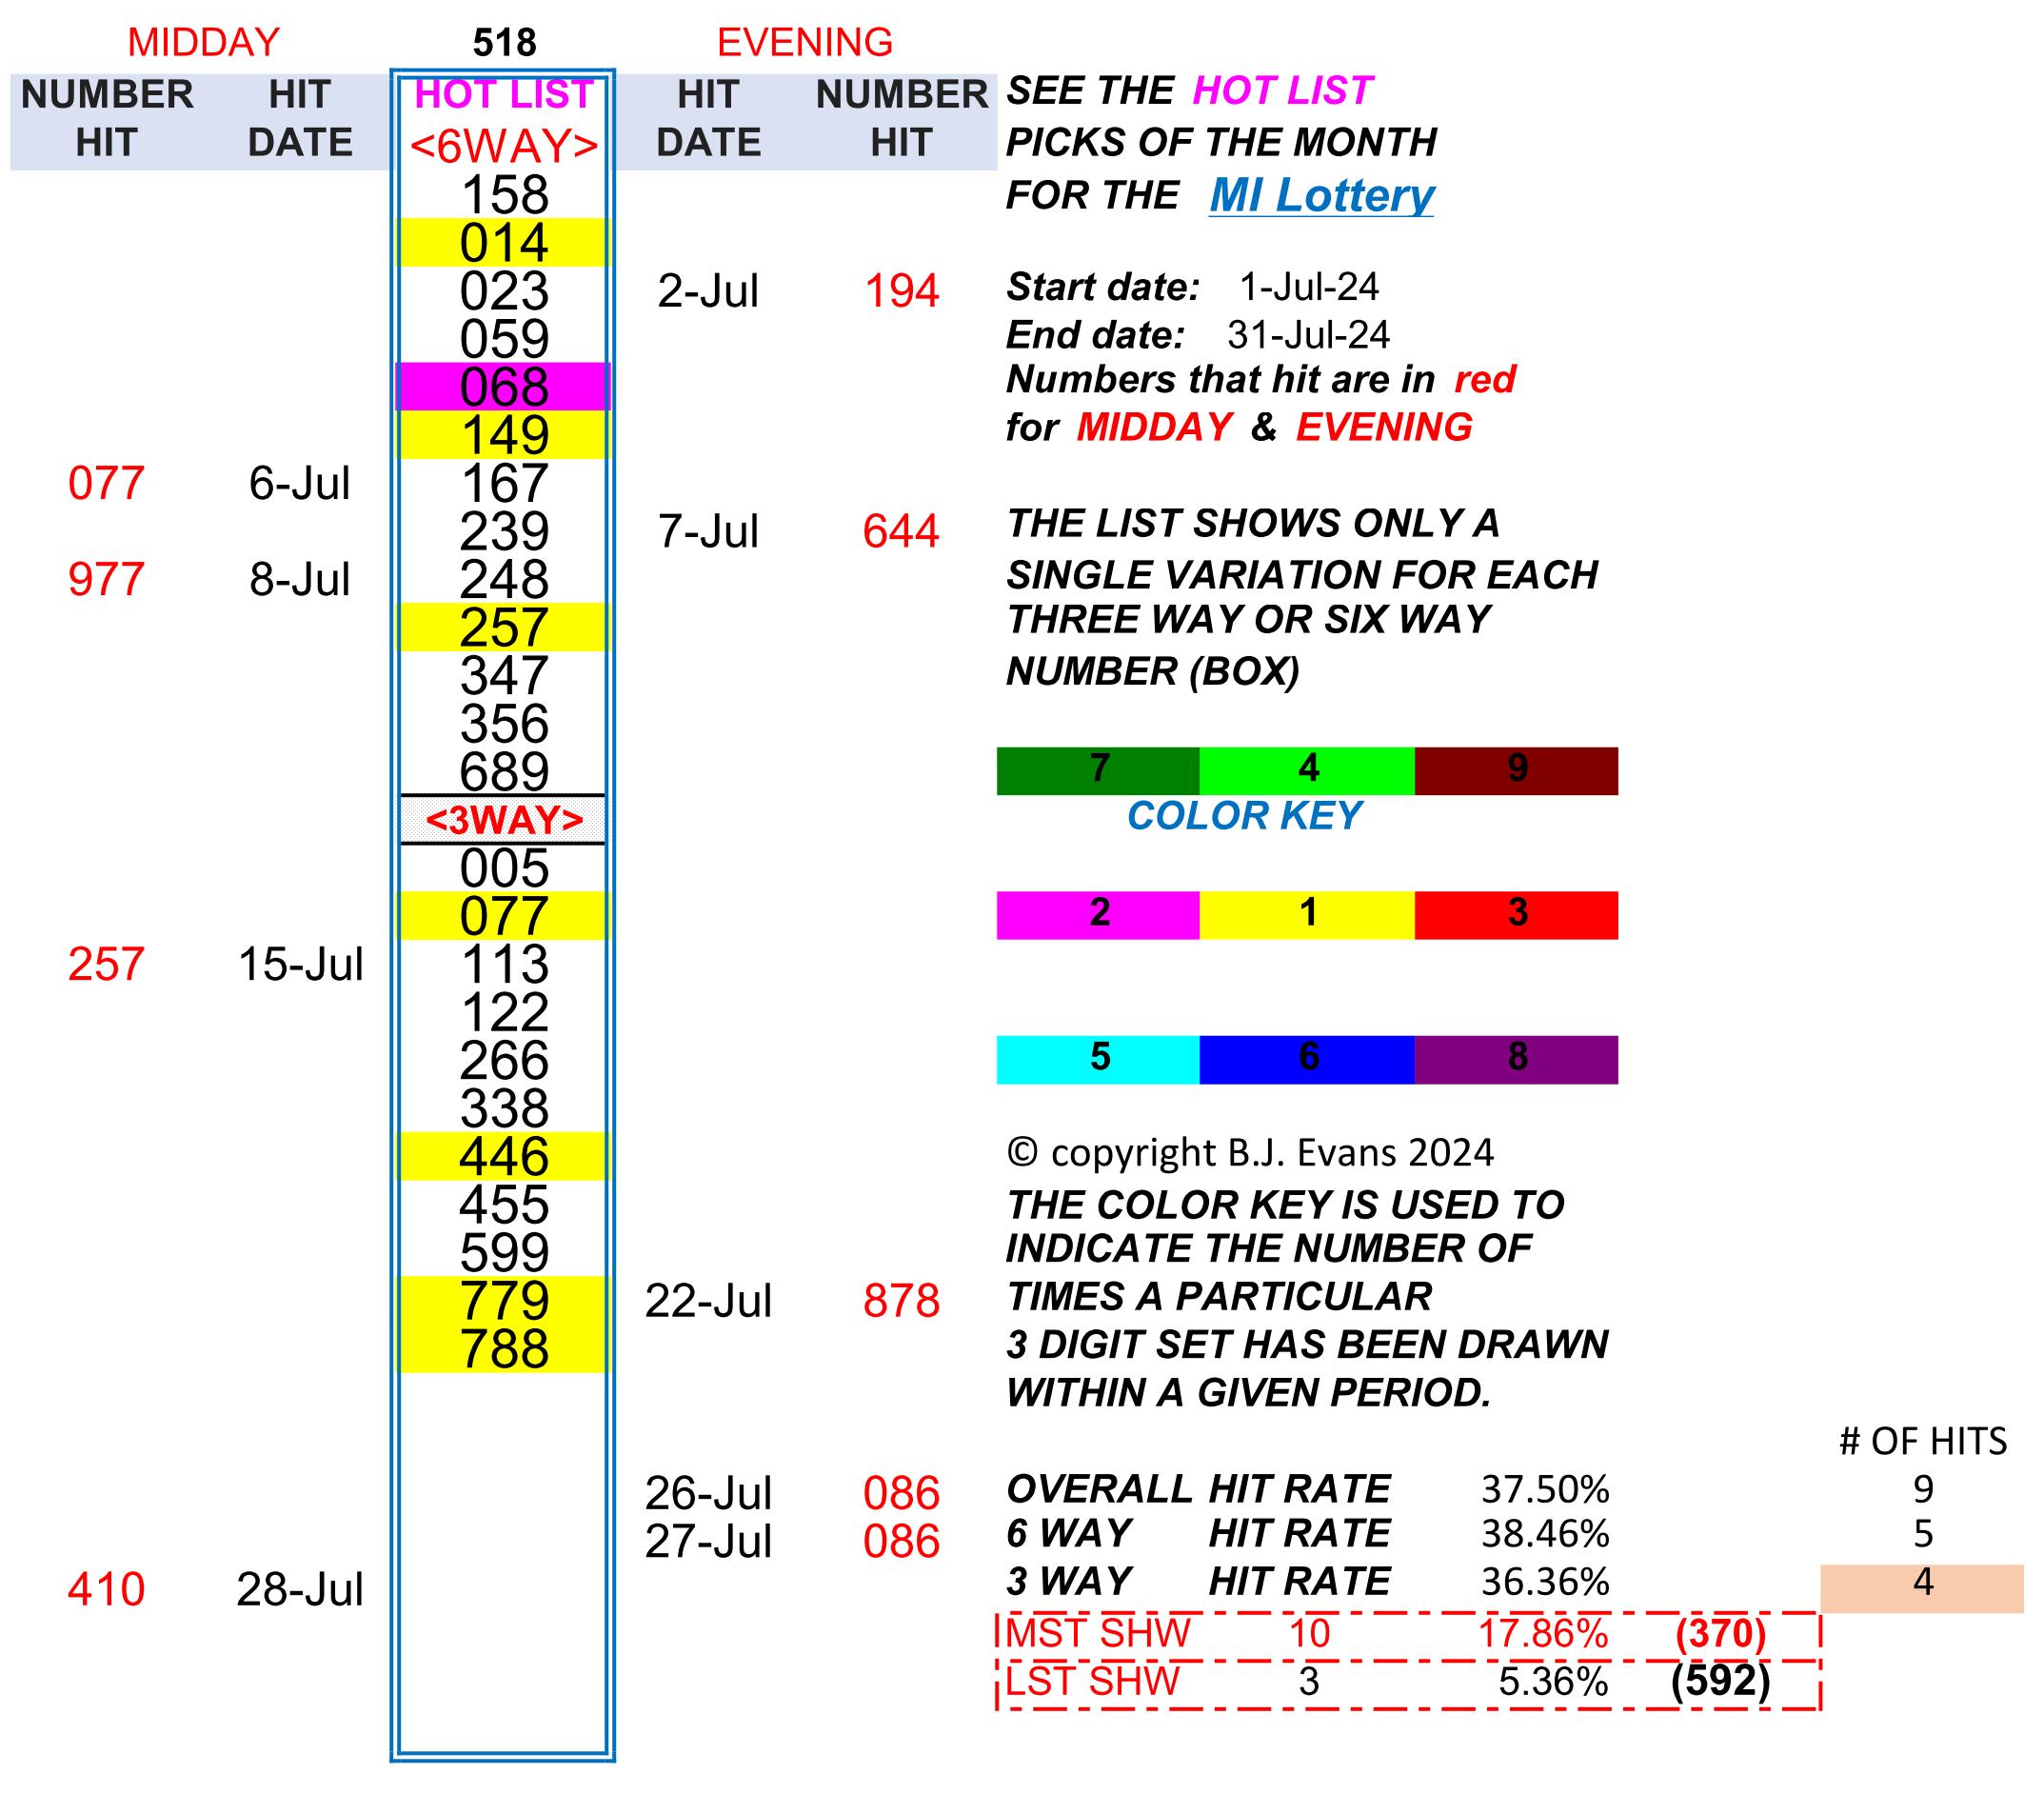 MIDDAY 518 EVENING
NUMBER HIT HOT LIST HIT NUMBER SEE THE HOT LIST
HIT DATE <6WAY> DATE HIT PICKS OF THE MONTH
158 FOR THE MI Lottery
014
023 2-Jul 194 Start date: 1-Jul-24
059 End date: 31-Jul-24
068 Numbers that hit are in red
149 for MIDDAY & EVENING
077 6-Jul 167
239 7-Jul 644 THE LIST SHOWS ONLY A
977 8-Jul 248 SINGLE VARIATION FOR EACH
257 THREE WAY OR SIX WAY
347 NUMBER (BOX)
356
689 7 4 9
<3WAY> COLOR KEY
005
077 2 1 3
257 15-Jul 113
122
266 5 6 8
338
446 © copyright B.J. Evans 2024
455 THE COLOR KEY IS USED TO
599 INDICATE THE NUMBER OF
779 22-Jul 878 TIMES A PARTICULAR
788 3 DIGIT SET HAS BEEN DRAWN
WITHIN A GIVEN PERIOD.
# OF HITS
26-Jul 086 OVERALL HIT RATE 37.50% 9
27-Jul 086 6 WAY HIT RATE 38.46% 5
410 28-Jul 3 WAY HIT RATE 36.36% 4
MST SHW 10 17.86% (370)
LST SHW 3 5.36% (592)